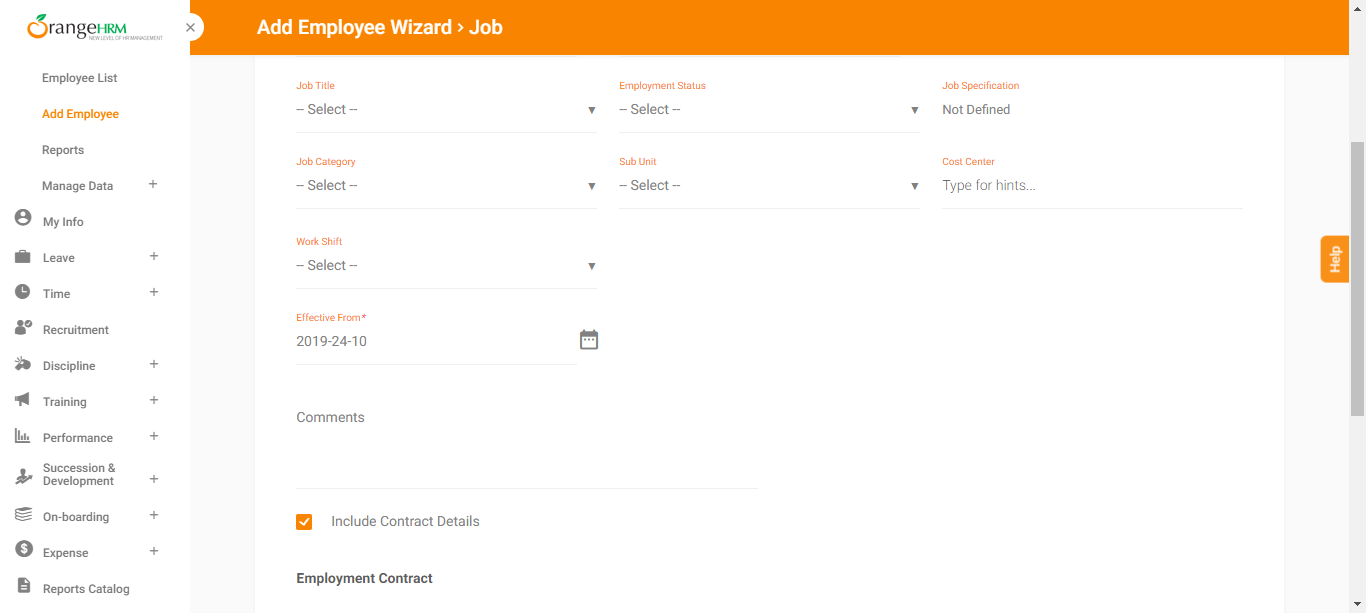 OrangeHRM
NEW LEVEL OF HR MANAGEMENT
Employee List
Add Employee
Reports
Manage Data +
My Info
Leave +
Time +
Recruitment
Discipline +
Training +
Performance +
Succession &
Development +
On-boarding +
Expense +
Reports Catalog
×
Add Employee Wizard › Job
Job Title
-- Select --
Employment Status
-- Select --
Job Specification
Not Defined
Job Category
-- Select --
Sub Unit
-- Select --
Cost Center
Type for hints...
Work Shift
-- Select --
Effective From*
2019-24-10
Comments
Include Contract Details
Employment Contract
Help